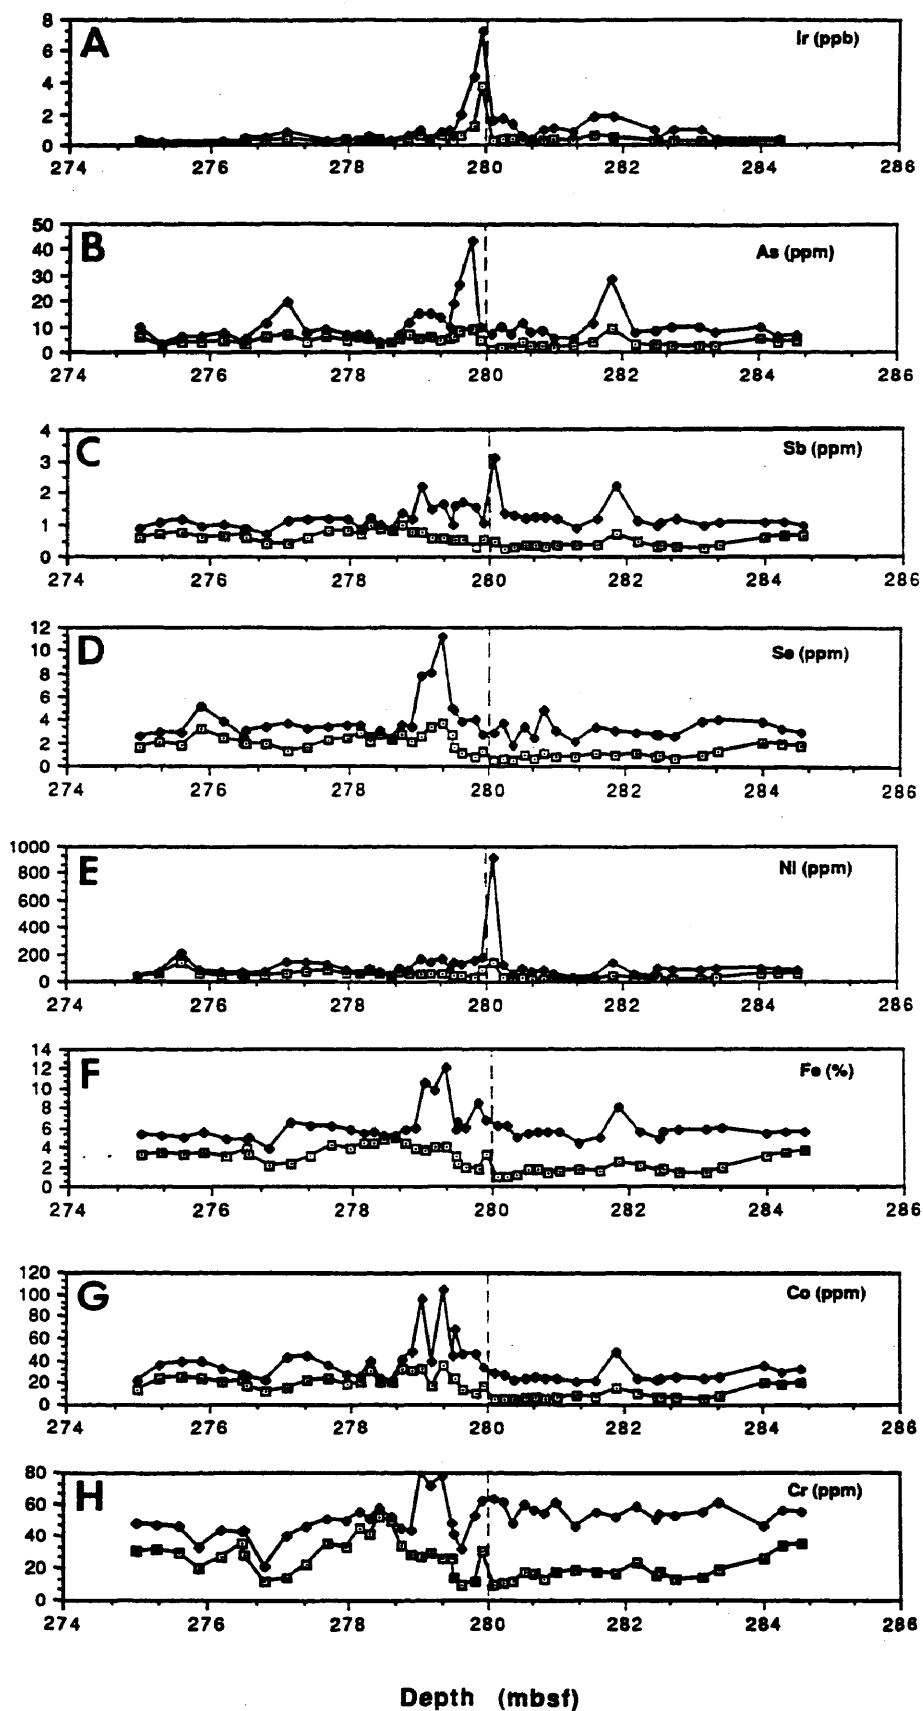 A
Ir (ppb)
8
6
4
2
0
274 276 278 280 282 284 286
B
As (ppm)
50
40
30
20
10
0
274 276 278 280 282 284 286
C
Sb (ppm)
4
3
2
1
0
274 276 278 280 282 284 286
D
Se (ppm)
12
10
8
6
4
2
0
274 276 278 280 282 284 286
E
Ni (ppm)
1000
800
600
400
200
0
274 276 278 280 282 284 286
F
Fe (%)
14
12
10
8
6
4
2
0
274 276 278 280 282 284 286
G
Co (ppm)
120
100
80
60
40
20
0
274 276 278 280 282 284 286
H
Cr (ppm)
80
60
40
20
0
274 276 278 280 282 284 286
Depth (mbsf)